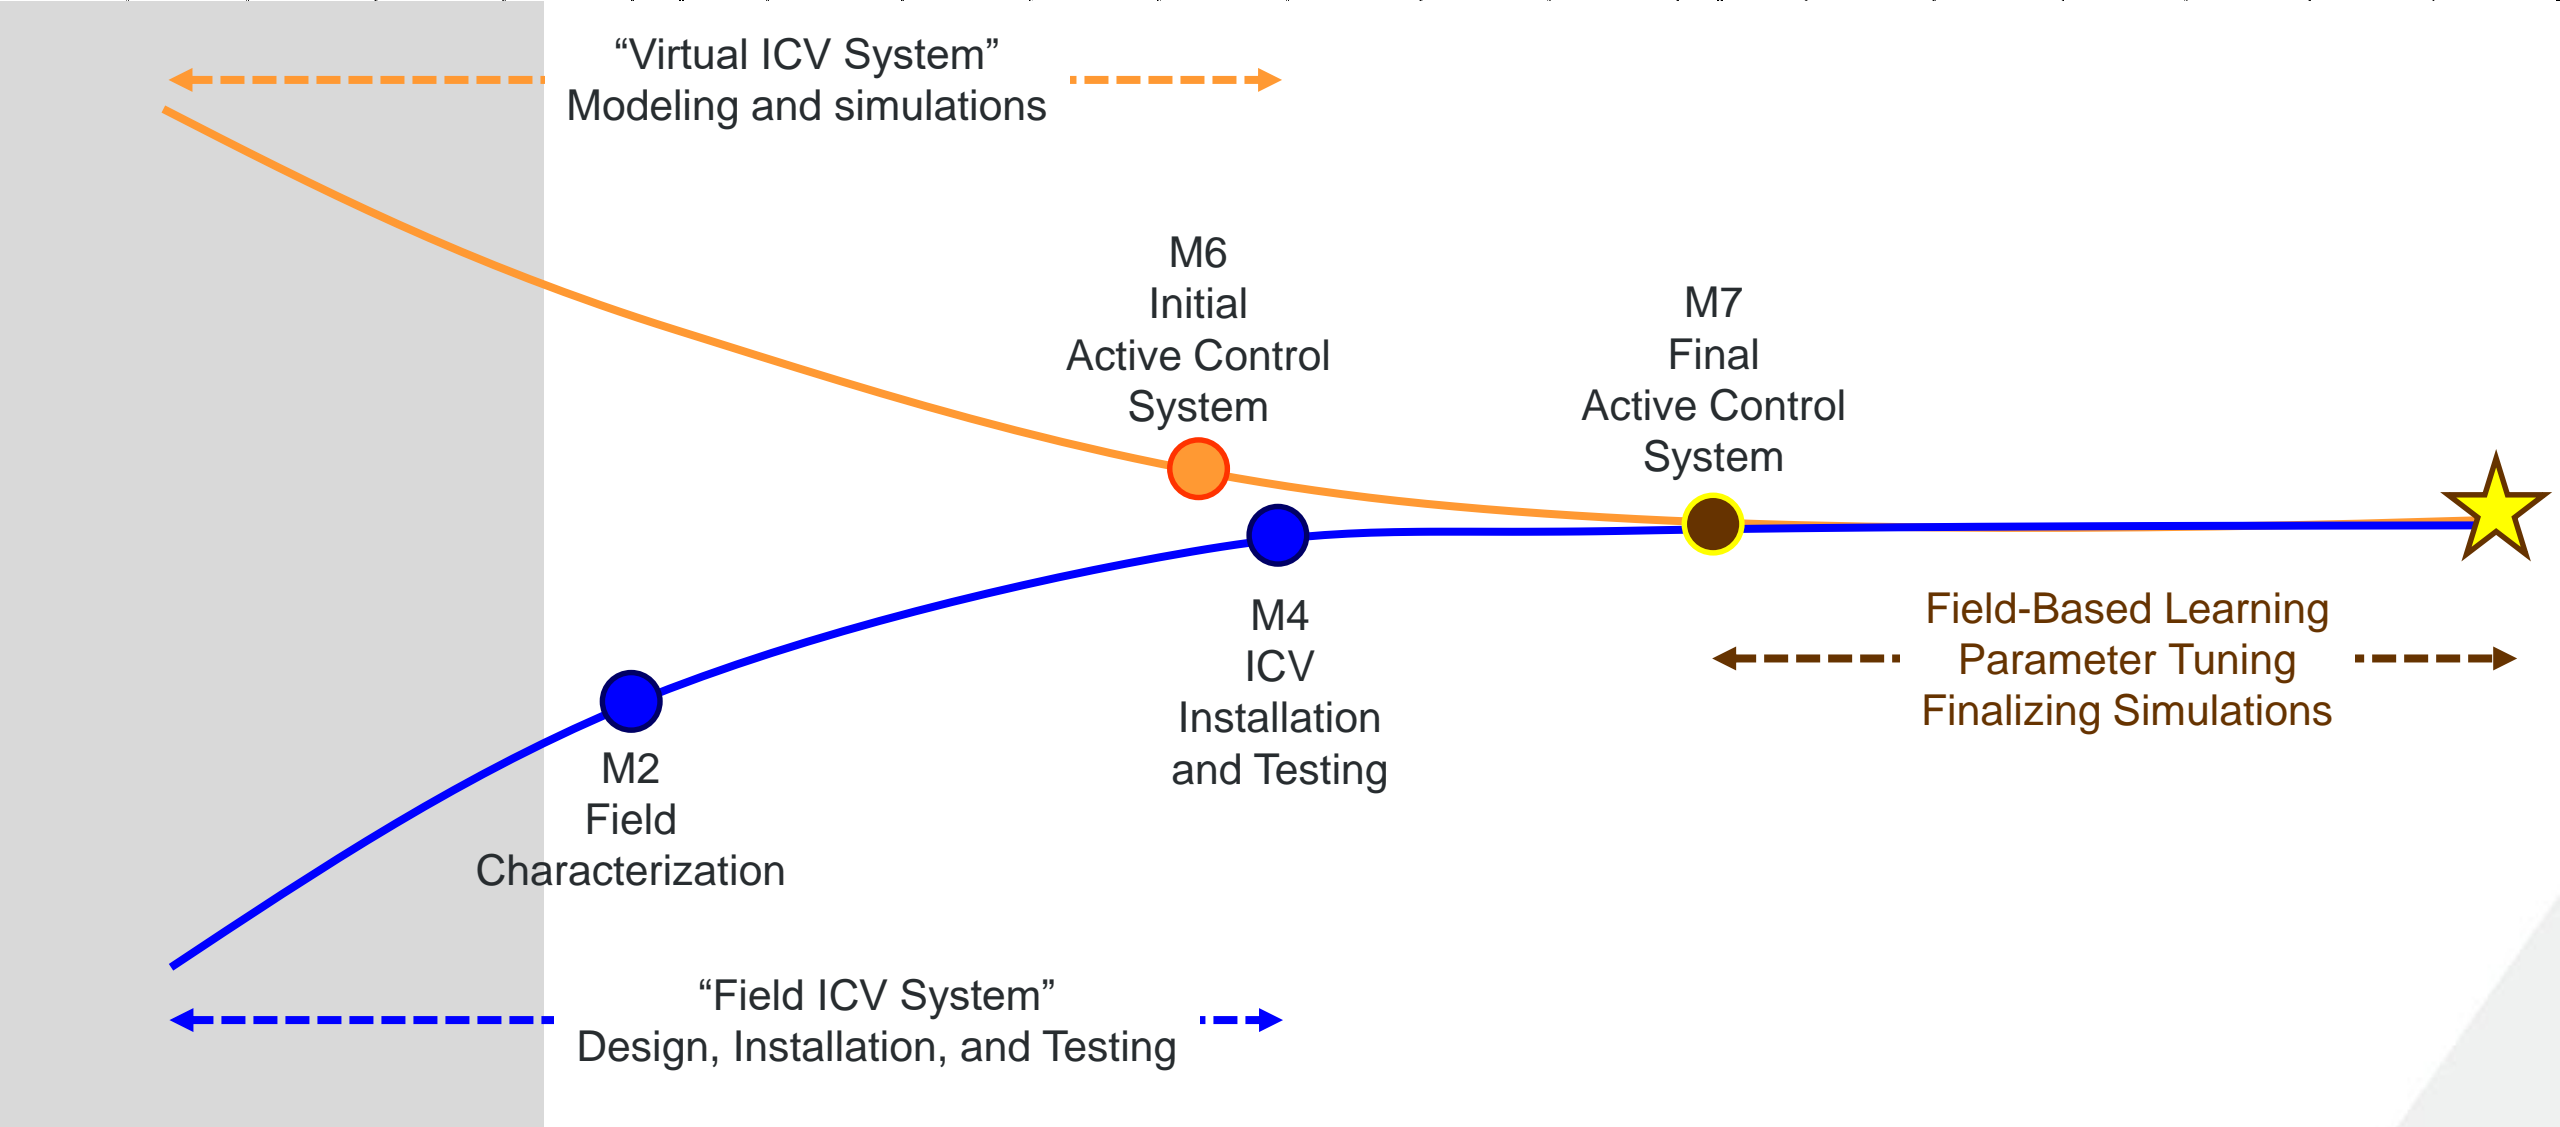 “Virtual ICV System”
Modeling and simulations
M6
Initial
Active Control
System
M7
Final
Active Control
System
M4
ICV
Installation
and Testing
Field-Based Learning
Parameter Tuning
Finalizing Simulations
M2
Field
Characterization
“Field ICV System”
Design, Installation, and Testing